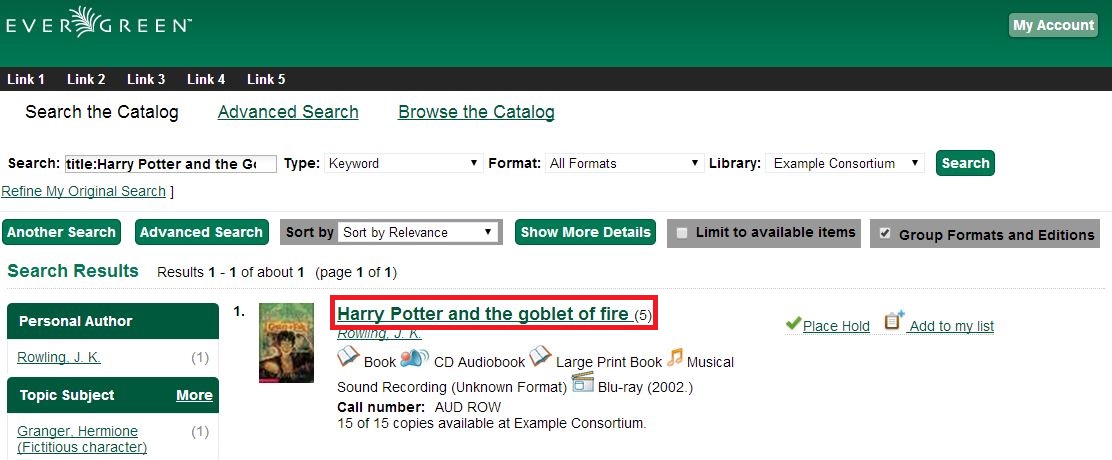 EVERGREEN™
My Account
Link 1 Link 2 Link 3 Link 4 Link 5
Search the Catalog Advanced Search Browse the Catalog
Search: title:Harry Potter and the Go Type: Keyword Format: All Formats Library: Example Consortium Search
Refine My Original Search ]
Another Search Advanced Search Sort by Sort by Relevance Show More Details Limit to available items Group Formats and Editions
Search Results Results 1 - 1 of about 1 (page 1 of 1)
Personal Author
Rowling, J. K. (1)
Topic Subject More
Granger, Hermione (1)
(Fictitious character)
1. Harry Potter and the goblet of fire (5)
Rowling, J. K.
Book CD Audiobook Large Print Book Musical
Sound Recording (Unknown Format) Blu-ray (2002.)
Call number: AUD ROW
15 of 15 copies available at Example Consortium.
Place Hold Add to my list